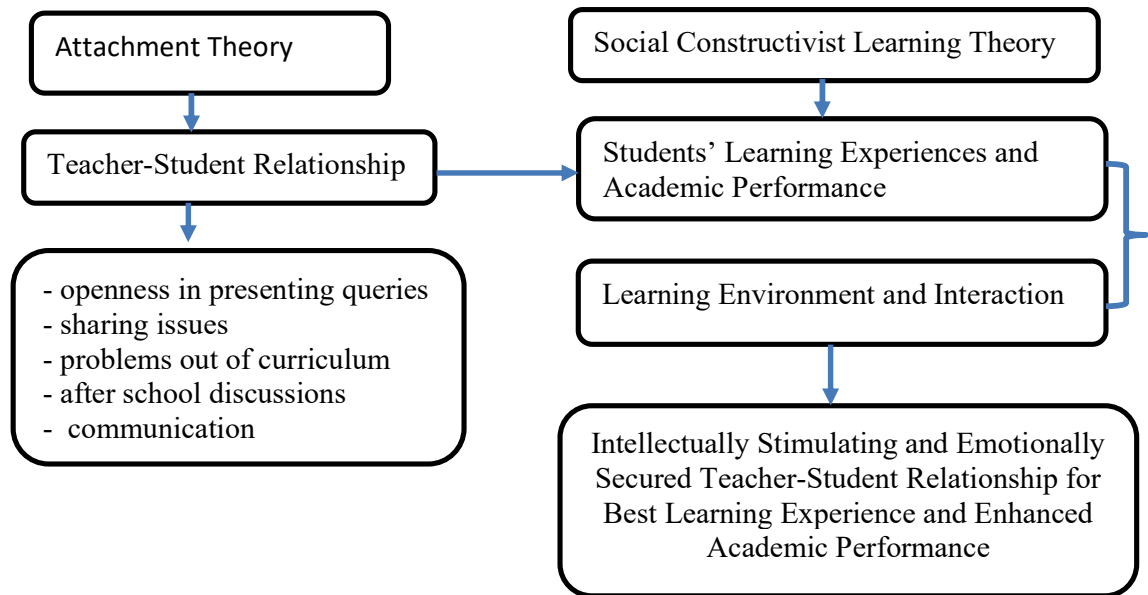 Attachment Theory
Teacher-Student Relationship
- openness in presenting queries
- sharing issues
- problems out of curriculum
- after school discussions
- communication
Social Constructivist Learning Theory
Students’ Learning Experiences and
Academic Performance
Learning Environment and Interaction
Intellectually Stimulating and Emotionally
Secured Teacher-Student Relationship for
Best Learning Experience and Enhanced
Academic Performance